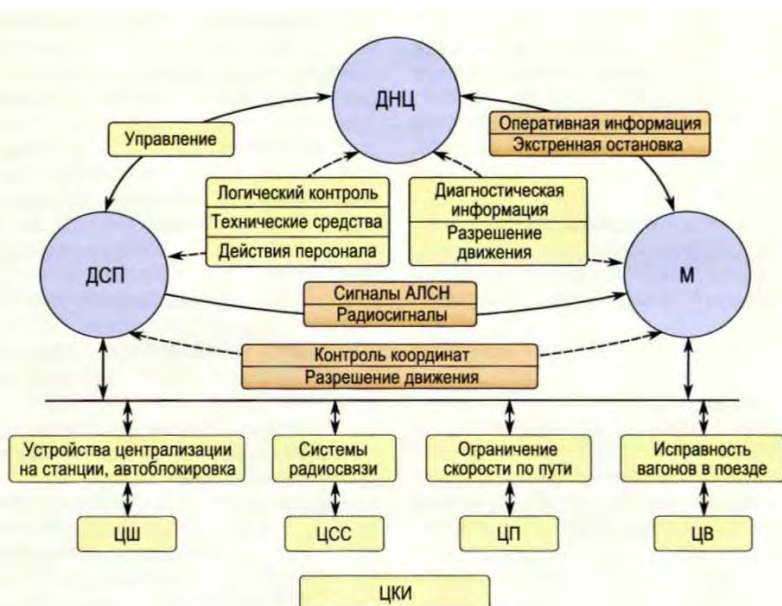 ДНЦ
Управление
Оперативная информация
Экстренная остановка
Логический контроль
Технические средства
Действия персонала
Диагностическая
информация
Разрешение
движения
ДСП
М
Сигналы АЛСН
Радиосигналы
Контроль координат
Разрешение движения
Устройства централизации
на станции, автоблокировка
Системы
радиосвязи
Ограничение
скорости по пути
Исправность
вагонов в поезде
ЦШ
ЦСС
ЦП
ЦВ
ЦКИ